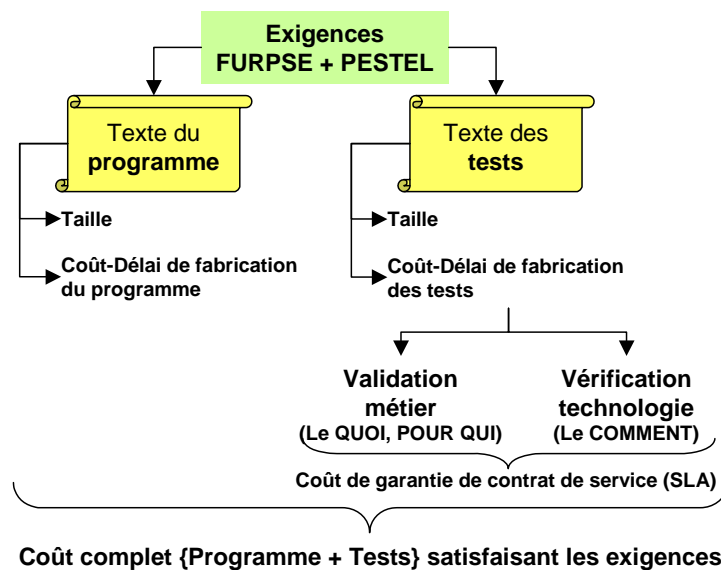 Exigences
FURPSE + PESTEL
Texte du
programme
Texte des
tests
Taille
Coût-Délai de fabrication
du programme
Taille
Coût-Délai de fabrication
des tests
Validation
métier
(Le QUOI, POUR QUI)
Vérification
technologie
(Le COMMENT)
Coût de garantie de contrat de service (SLA)
Coût complet {Programme + Tests} satisfaisant les exigences